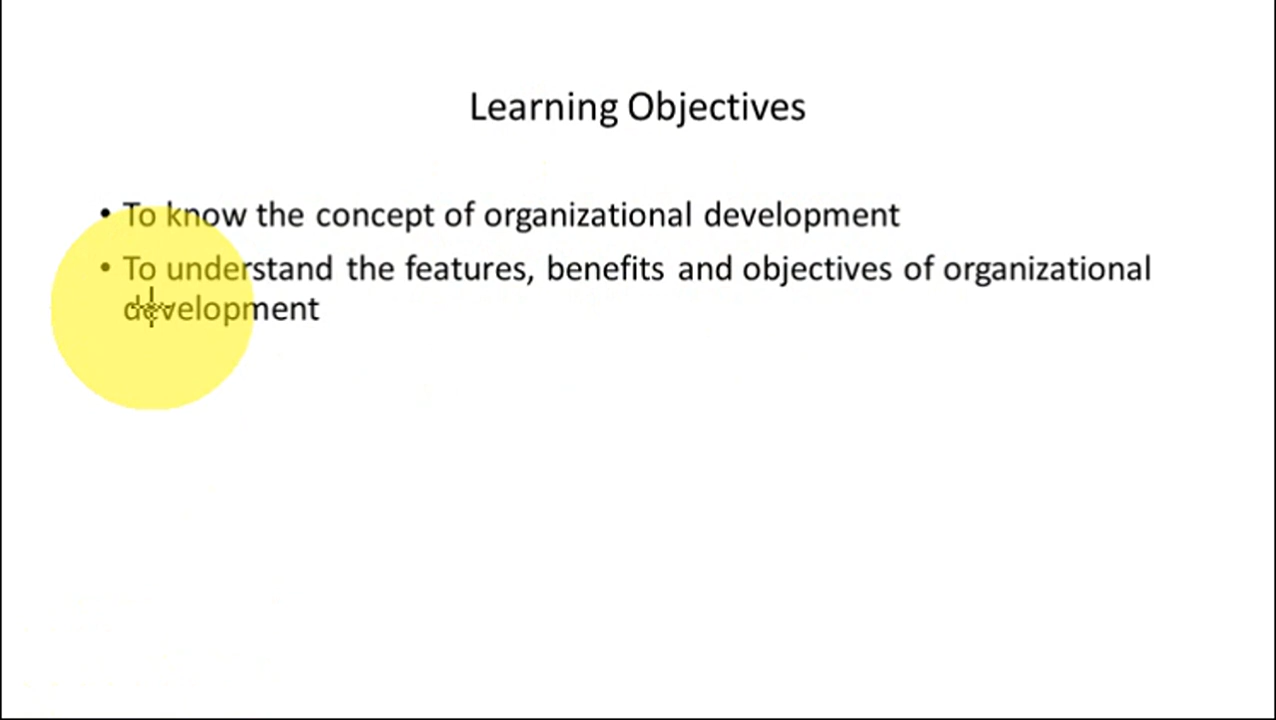 Learning Objectives
• To know the concept of organizational development
• To understand the features, benefits and objectives of organizational
development